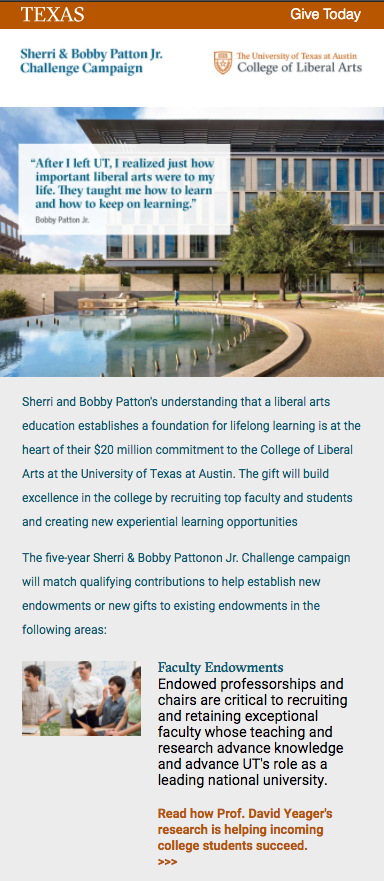 TEXAS
Give Today
Sherri & Bobby Patton Jr.
Challenge Campaign
The University of Texas at Austin
College of Liberal Arts
“After I left UT, I realized just how
important liberal arts were to my
life. They taught me how to learn
and how to keep on learning.”
Bobby Patton Jr.
Sherri and Bobby Patton's understanding that a liberal arts
education establishes a foundation for lifelong learning is at the
heart of their $20 million commitment to the College of Liberal
Arts at the University of Texas at Austin. The gift will build
excellence in the college by recruiting top faculty and students
and creating new experiential learning opportunities
The five-year Sherri & Bobby Pattonon Jr. Challenge campaign
will match qualifying contributions to help establish new
endowments or new gifts to existing endowments in the
following areas:
Faculty Endowments
Endowed professorships and
chairs are critical to recruiting
and retaining exceptional
faculty whose teaching and
research advance knowledge
and advance UT's role as a
leading national university.
Read how Prof. David Yeager's
research is helping incoming
college students succeed.
>>>